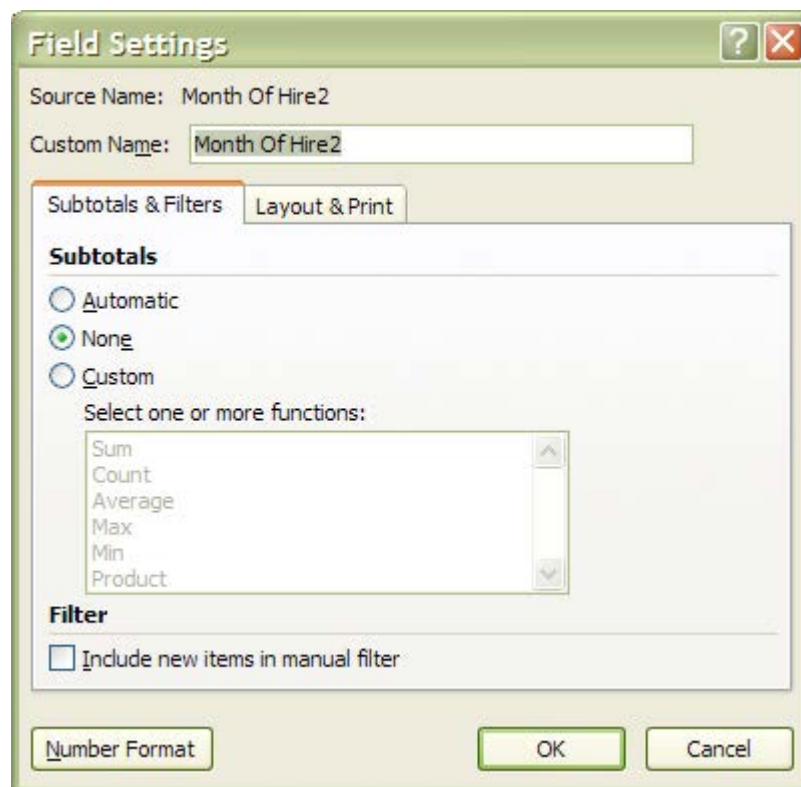 Field Settings
Source Name: Month Of Hire2
Custom Name: Month Of Hire2
Subtotals & Filters Layout & Print
Subtotals
Automatic
None
Custom
Select one or more functions:
Sum
Count
Average
Max
Min
Product
Filter
Include new items in manual filter
Number Format OK Cancel